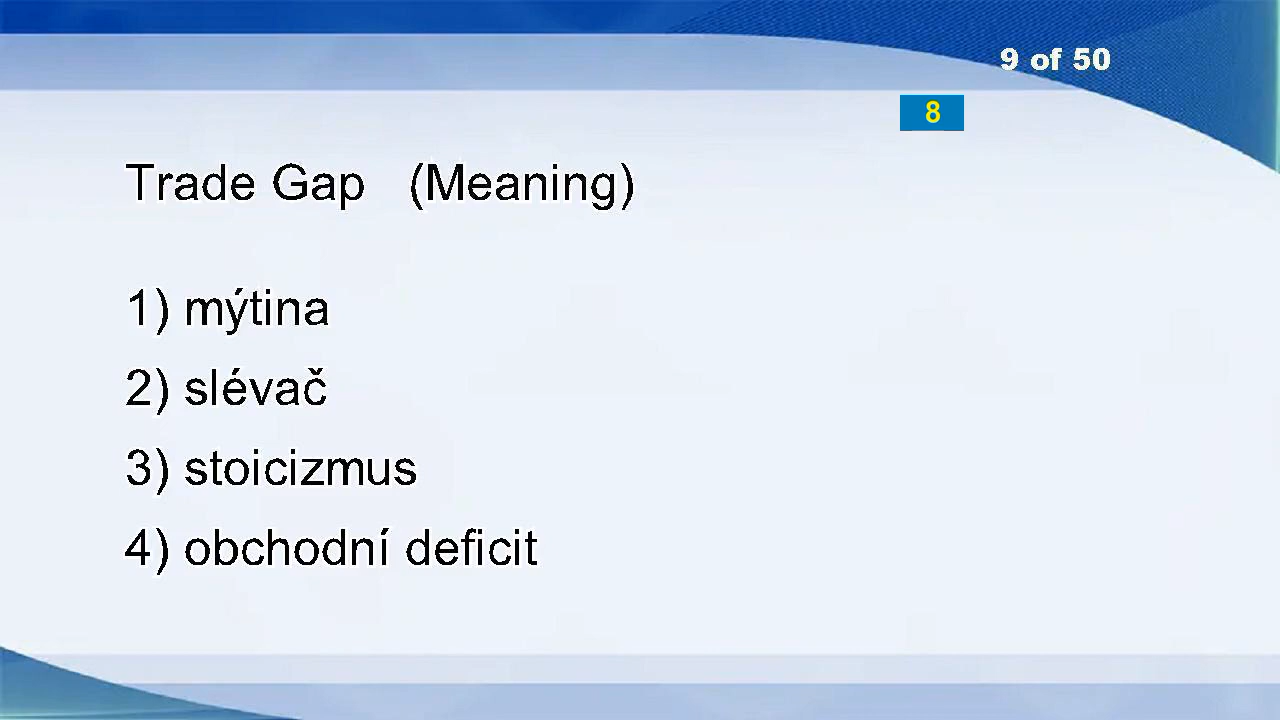 9 of 50
8
Trade Gap (Meaning)
1) mýtina
2) slévač
3) stoicizmus
4) obchodní deficit